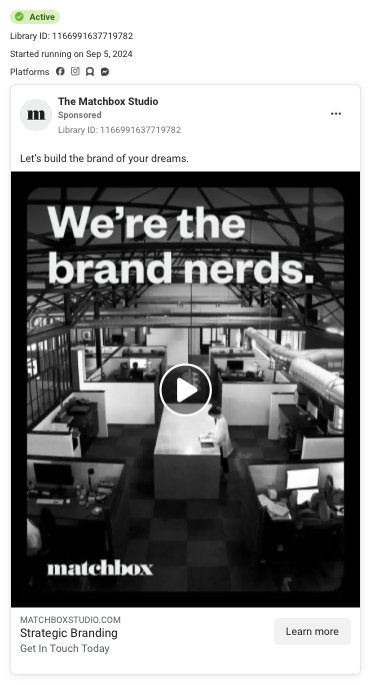 Active
Library ID: 1166991637719782
Started running on Sep 5, 2024
Platforms
m
The Matchbox Studio
Sponsored
Library ID: 1166991637719782
Let's build the brand of your dreams.
We're the
brand nerds.
matchbox
MATCHBOXSTUDIO.COM
Strategic Branding
Get In Touch Today
Learn more